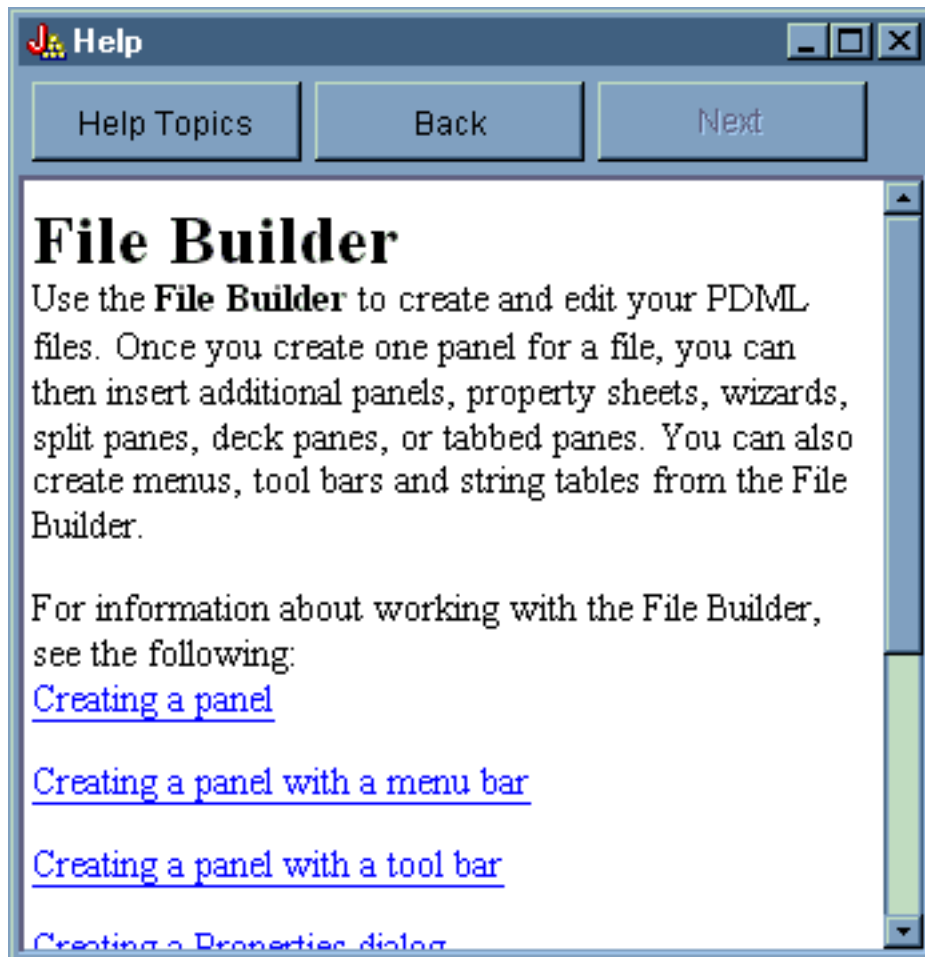 Help
Help Topics Back Next
File Builder
Use the File Builder to create and edit your PDML
files. Once you create one panel for a file, you can
then insert additional panels, property sheets, wizards,
split panes, deck panes, or tabbed panes. You can also
create menus, tool bars and string tables from the File
Builder.
For information about working with the File Builder,
see the following:
Creating a panel
Creating a panel with a menu bar
Creating a panel with a tool bar
Creating a Properties dialog